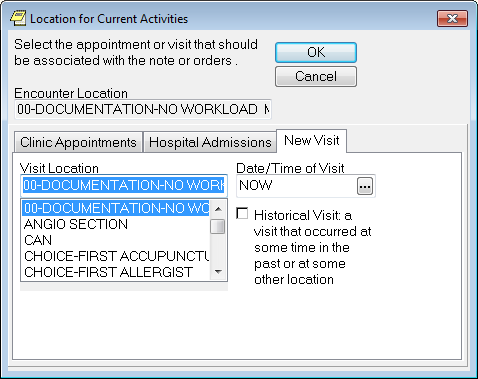 Location for Current Activities
Select the appointment or visit that should
be associated with the note or orders .
OK
Cancel
Encounter Location
00-DOCUMENTATION-NO WORKLOAD
Clinic Appointments
Hospital Admissions
New Visit
Visit Location
00-DOCUMENTATION-NO
00-DOCUMENTATION-NO
ANGIO SECTION
CAN
CHOICE-FIRST
CHOICE-FIRST ALLERGIST
Date/Time of Visit
NOW
...
Historical Visit: a
visit that occurred at
some time in the
past or at some
other location